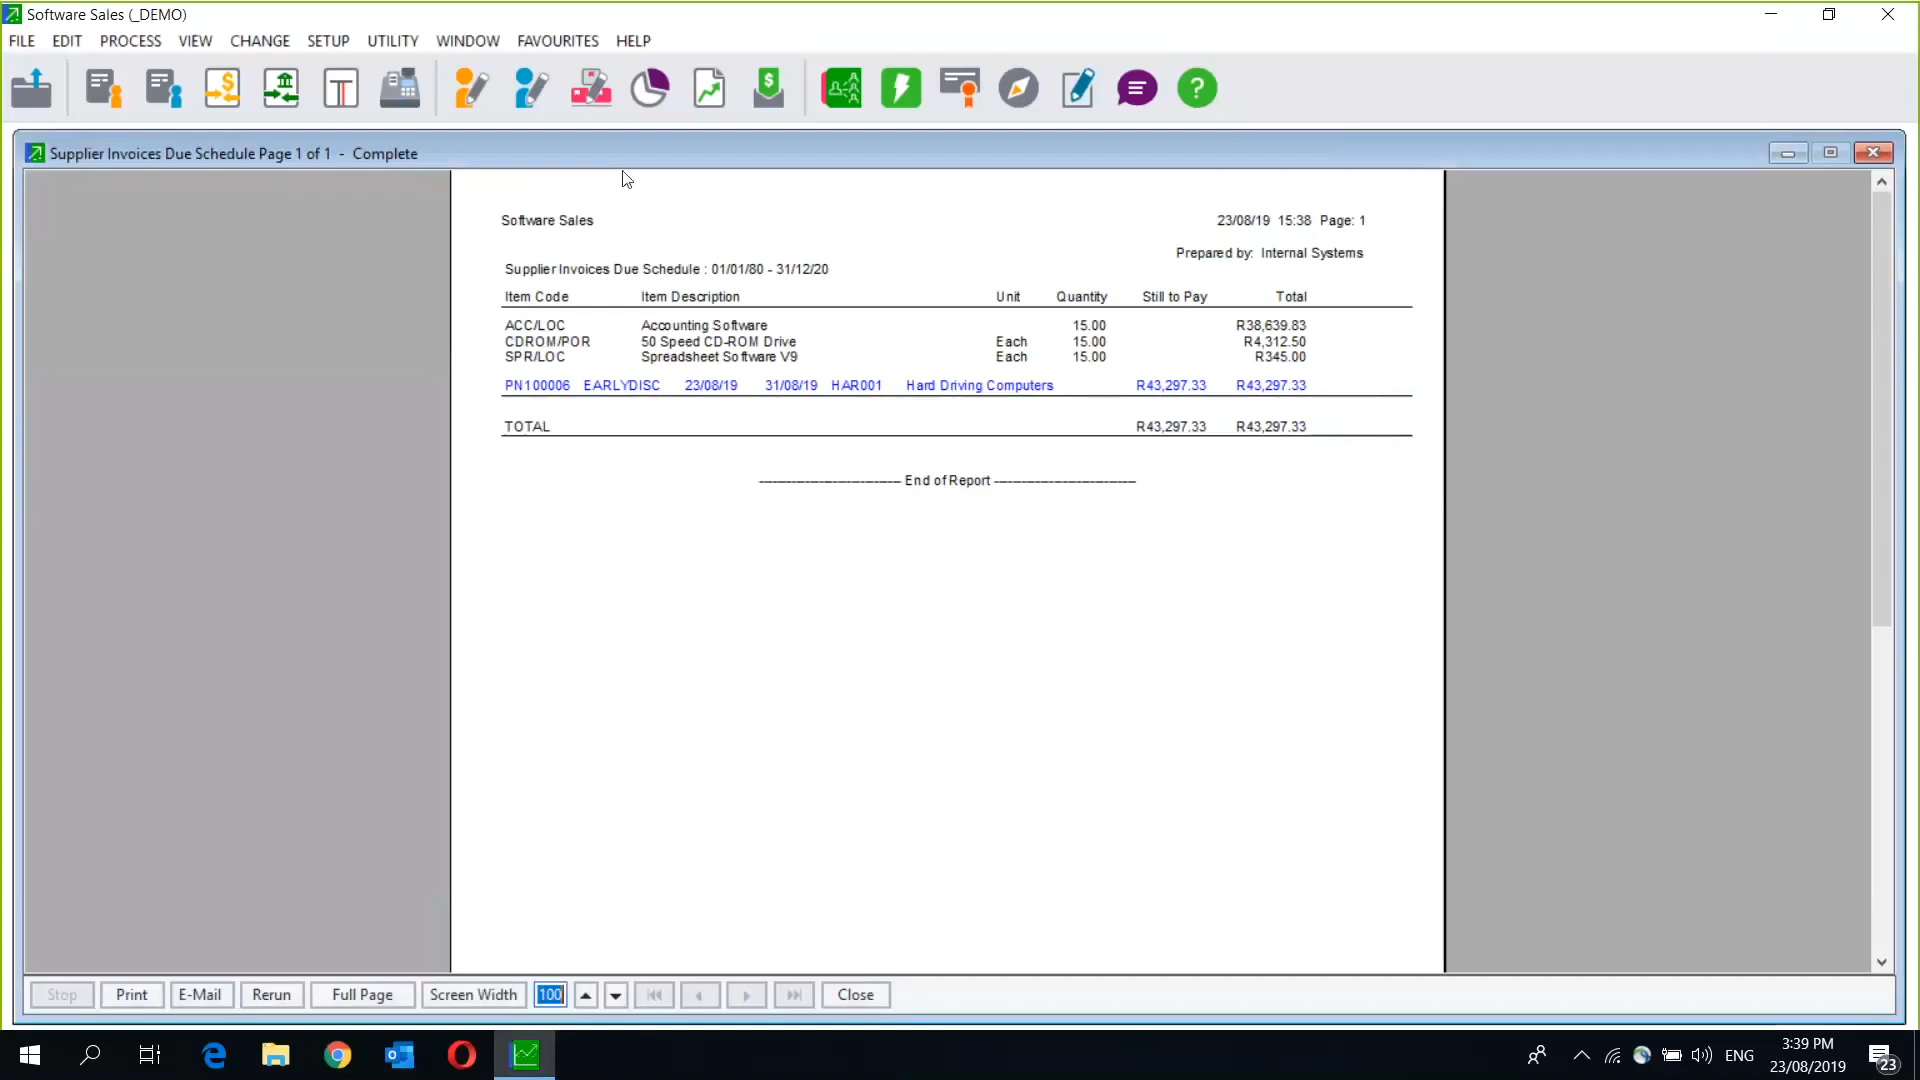 Software Sales (_DEMO)
FILE EDIT PROCESS VIEW CHANGE SETUP UTILITY WINDOW FAVOURITES HELP
Supplier Invoices Due Schedule Page 1 of 1 - Complete
Software Sales 23/08/19 15:38 Page: 1
Prepared by: Internal Systems
Supplier Invoices Due Schedule : 01/01/80 - 31/12/20
Item Code Item Description Unit Quantity Still to Pay Total
ACC/LOC Accounting Software 15.00 R38,639.83
CDROM/POR 50 Speed CD-ROM Drive Each 15.00 R4,312.50
SPR/LOC Spreadsheet Software V9 Each 15.00 R345.00
PN100006 EARLYDISC 23/08/19 31/08/19 HAR001 Hard Driving Computers R43,297.33 R43,297.33
TOTAL R43,297.33 R43,297.33
End of Report
Stop Print E-Mail Rerun Full Page Screen Width 100 Close
ENG 3:39 PM
23/08/2019 23